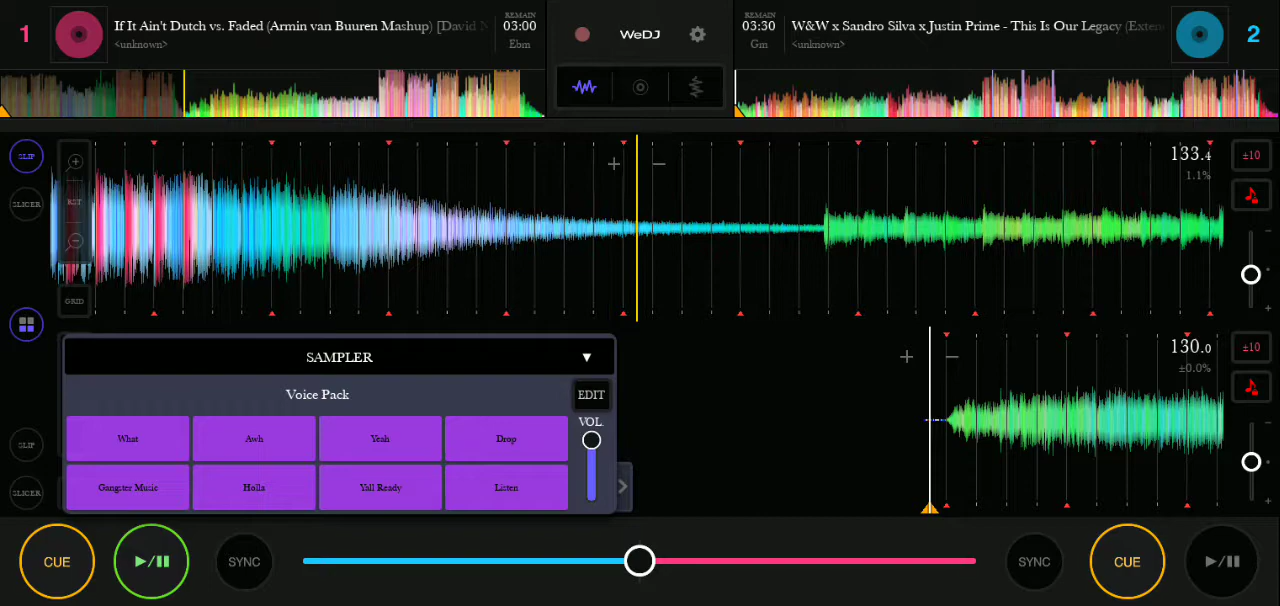 1
If It Ain't Dutch vs. Faded (Armin van Buuren Mashup) [David N
<unknown>
REMAIN
03:00
Ebm
WeDJ
REMAIN
03:30
Gm
W&W x Sandro Silva x Justin Prime - This Is Our Legacy (Exten
<unknown>
2
SLIP
SLICER
RST
GRID
133.4
1.1%
±10
SAMPLER
Voice Pack
EDIT
VOL.
What
Awh
Yeah
Drop
Gangster Music
Holla
Yall Ready
Listen
130.0
±0.0%
±10
SLIP
SLICER
CUE
SYNC
SYNC
CUE